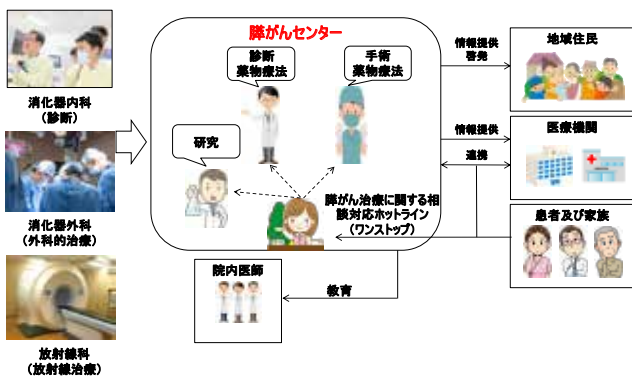 膵がんセンター
診断
薬物療法
手術
薬物療法
研究
膵がん治療に関する相
談対応ホットライン
(ワンストップ)
消化器内科
(診断)
消化器外科
(外科的治療)
放射線科
(放射線治療)
院内医師
教育
情報提供
啓発
地域住民
情報提供
連携
医療機関
患者及び家族